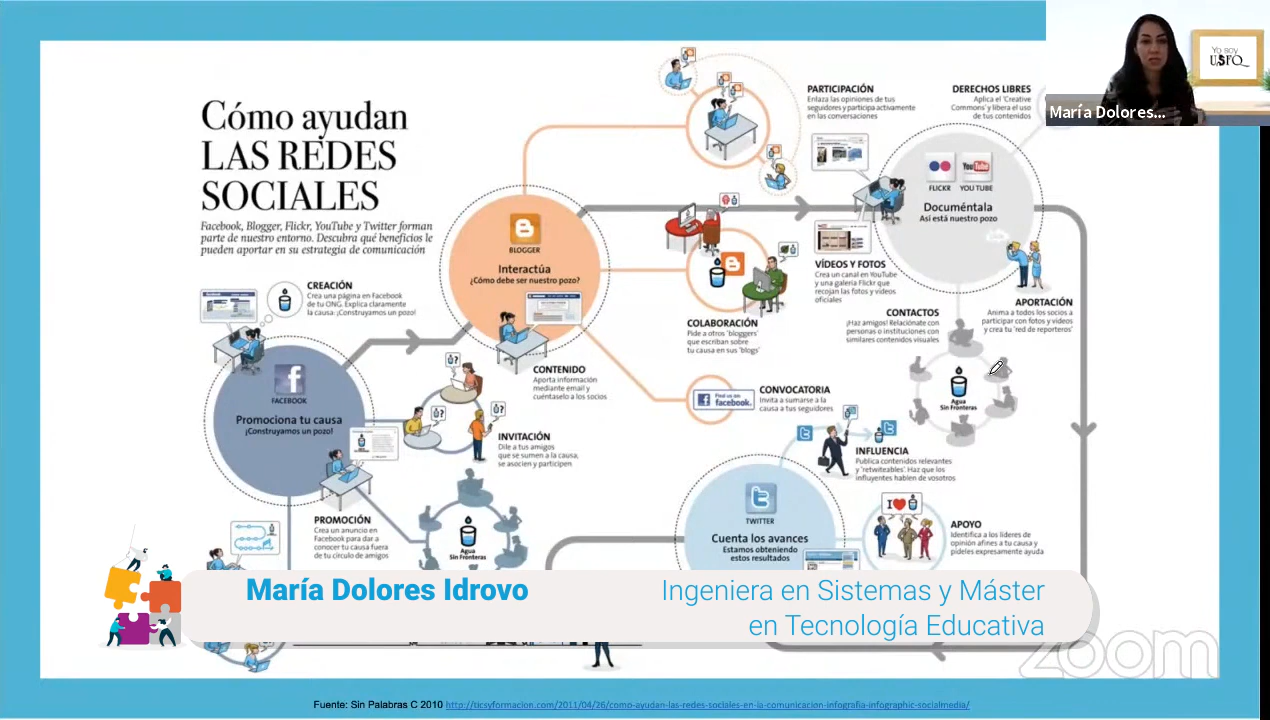 Cómo ayudan
LAS REDES
SOCIALES
Facebook, Blogger, Flickr, YouTube y Twitter forman
parte de nuestro entorno. Descubra qué beneficios le
pueden aportar en su estrategia de comunicación
CREACIÓN
Crea una página en Facebook
de tu ONG. Explica claramente
la causa: ¡Construyamos un pozo!
FACEBOOK
Promociona tu causa
¡Construyamos un pozo!
PROMOCIÓN
Crea un anuncio en
Facebook para dar a
conocer tu causa fuera
de tu círculo de amigos
INVITACIÓN
Dile a tus amigos
que se sumen a la causa,
se asocien y participen
Agua
Sin Fronteras
BLOGGER
Interactúa
¿Cómo debe ser nuestro pozo?
CONTENIDO
Aporta información
mediante email y
cuéntaselo a los socios
PARTICIPACIÓN
Enlaza las opiniones de tus
seguidores y participa activamente
en las conversaciones
COLABORACIÓN
Pide a otros 'bloggers'
que escriban sobre
tu causa en sus 'blogs'
Find us on
facebook.
CONVOCATORIA
Invita a sumarse a la
causa a tus seguidores
DERECHOS LIBRES
Aplica el 'Creative
Commons' y libera el uso
de tus contenidos
YouTube
FLICKR
YOU TUBE
Documéntala
Así está nuestro pozo
VÍDEOS Y FOTOS
Crea un canal en YouTube
y una galería Flickr que
recojan las fotos y vídeos
oficiales
APORTACIÓN
Anima a todos los socios a
participar con fotos y videos
y crea tu 'red de reporteros'
CONTACTOS
¡Haz amigos! Relaciónate con
personas o instituciones con
similares contenidos visuales
Agua
Sin Fronteras
INFLUENCIA
Publica contenidos relevantes
y 'retwiteables'. Haz que los
influyentes hablen de vosotros
TWITTER
Cuenta los avances
Estamos obteniendo
estos resultados
APOYO
Identifica a los líderes de
opinión afines a tu causa y
pídeles expresamente ayuda
Yo soy
USFQ
María Dolores...
María Dolores Idrovo
Ingeniera en Sistemas y Máster
en Tecnología Educativa
zoom
Fuente: Sin Palabras C 2010 http://ticsyformacion.com/2011/04/26/como-ayudan-las-redes-sociales-en-la-comunicacion-infografia-infographic-socialmedia/